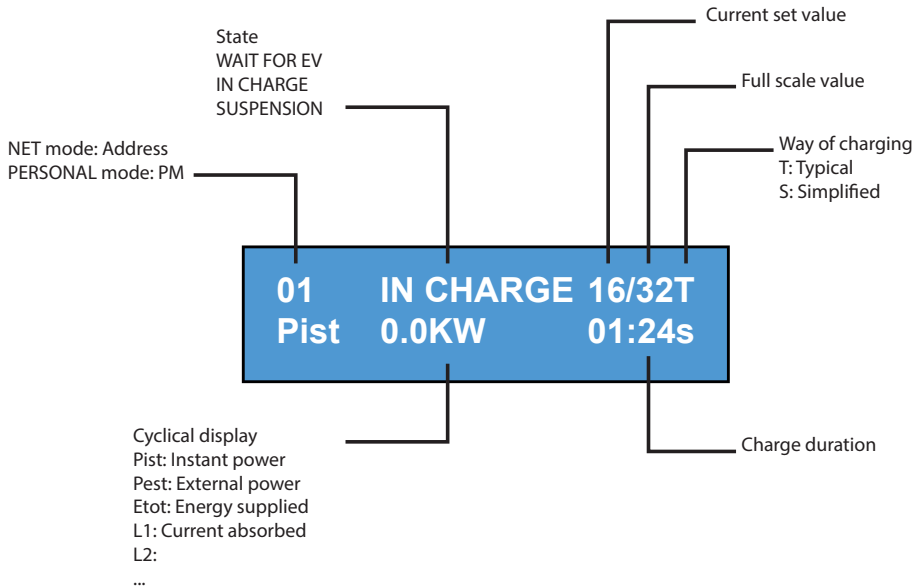 Current set value
State
WAIT FOR EV
IN CHARGE
SUSPENSION
Full scale value
NET mode: Address
PERSONAL mode: PM
Way of charging
T: Typical
S: Simplified
01 IN CHARGE 16/32T
Pist 0.0KW 01:24s
Cyclical display
Pist: Instant power
Pest: External power
Etot: Energy supplied
L1: Current absorbed
L2:
...
Charge duration